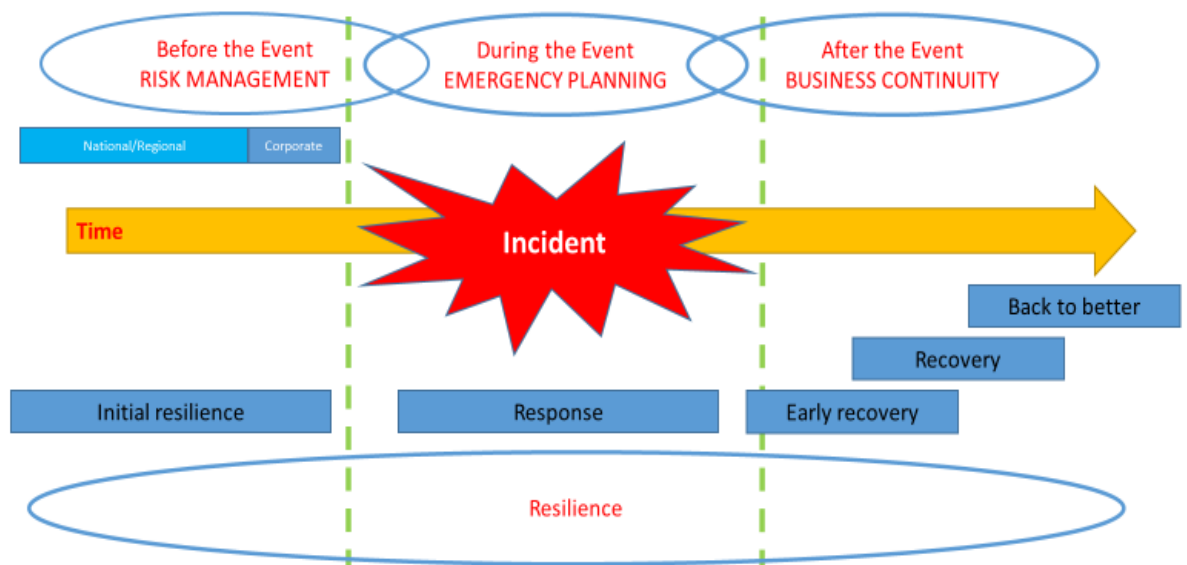 Before the Event
RISK MANAGEMENT
During the Event
EMERGENCY PLANNING
After the Event
BUSINESS CONTINUITY
National/Regional
Corporate
Time
Incident
Back to better
Recovery
Initial resilience
Response
Early recovery
Resilience